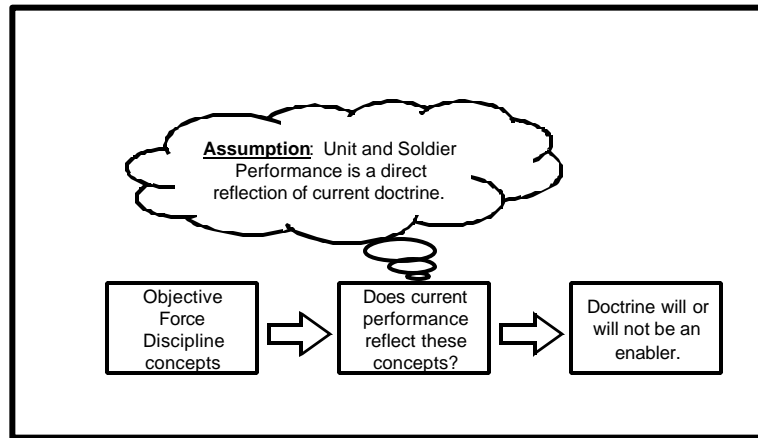 Assumption: Unit and Soldier
Performance is a direct
reflection of current doctrine.
Objective
Force
Discipline
concepts
Does current
performance
reflect these
concepts?
Doctrine will or
will not be an
enabler.